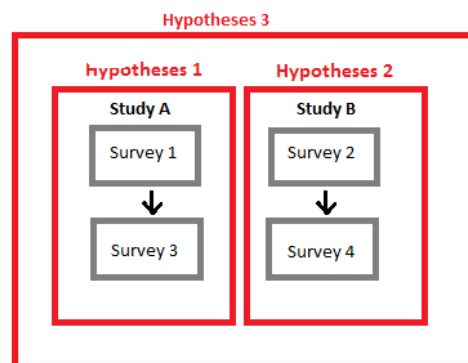 Hypotheses 3
Hypotheses 1
Hypotheses 2
Study A
Study B
Survey 1
Survey 2
Survey 3
Survey 4